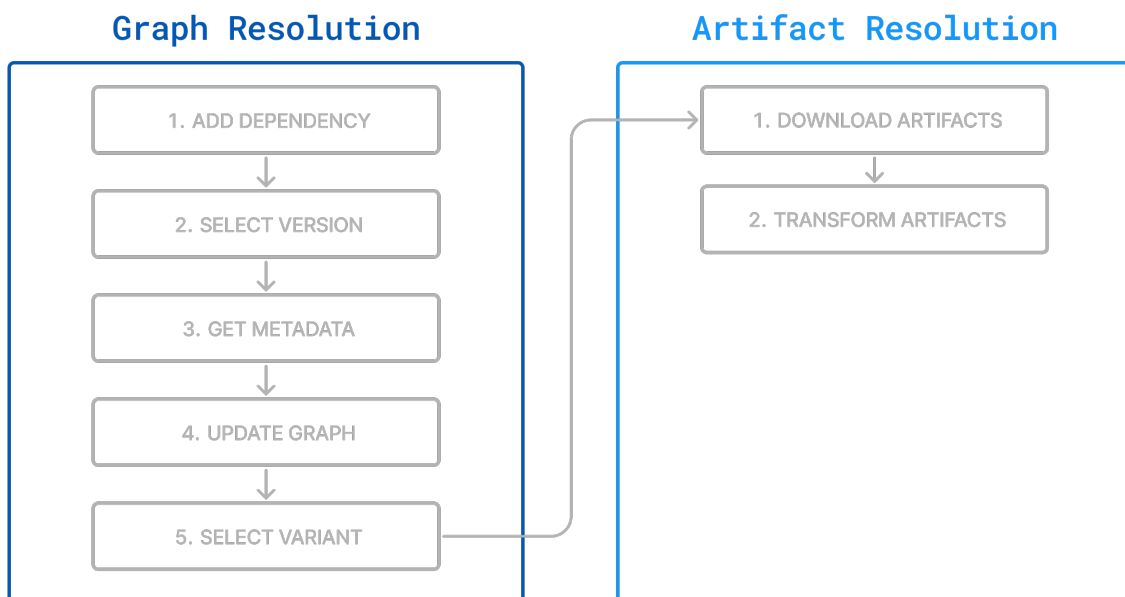 Graph Resolution
1. ADD DEPENDENCY
2. SELECT VERSION
3. GET METADATA
4. UPDATE GRAPH
5. SELECT VARIANT
Artifact Resolution
1. DOWNLOAD ARTIFACTS
2. TRANSFORM ARTIFACTS